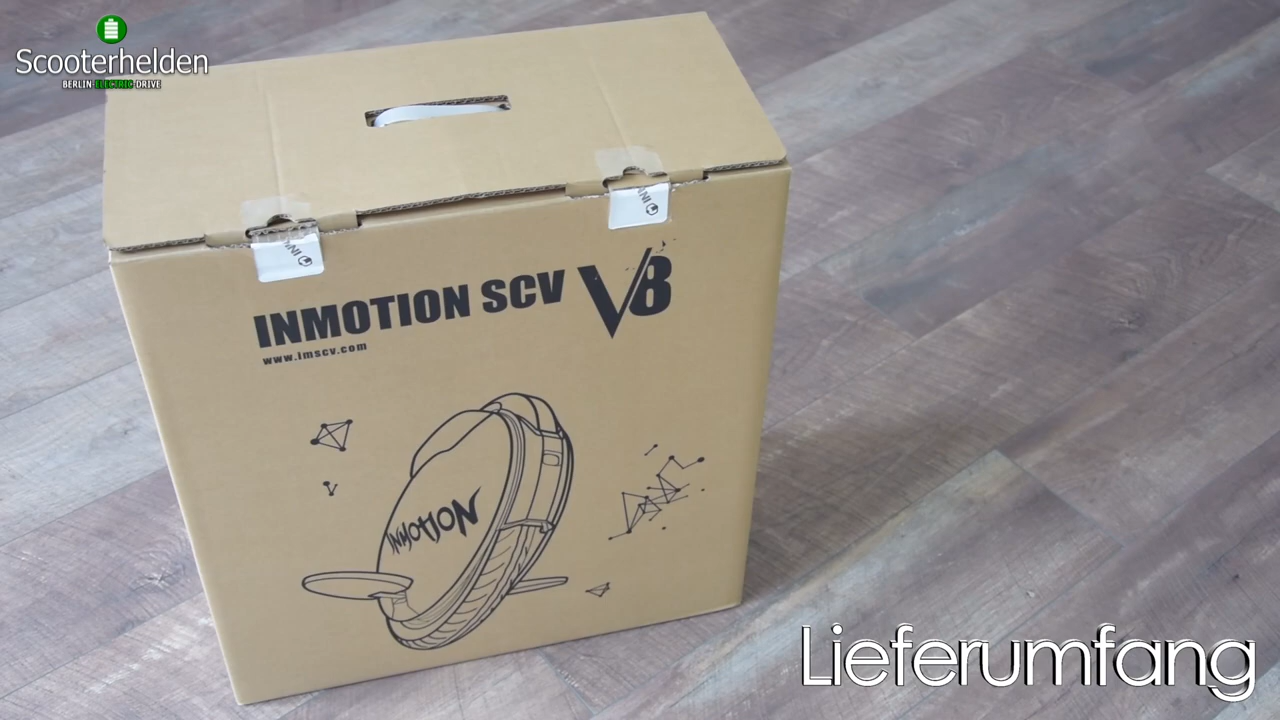 Scooterhelden
BERLIN-ELECTRIC-DRIVE
INMOTION SCV V8
www.imscv.com
INMOTION
Lieferumfang